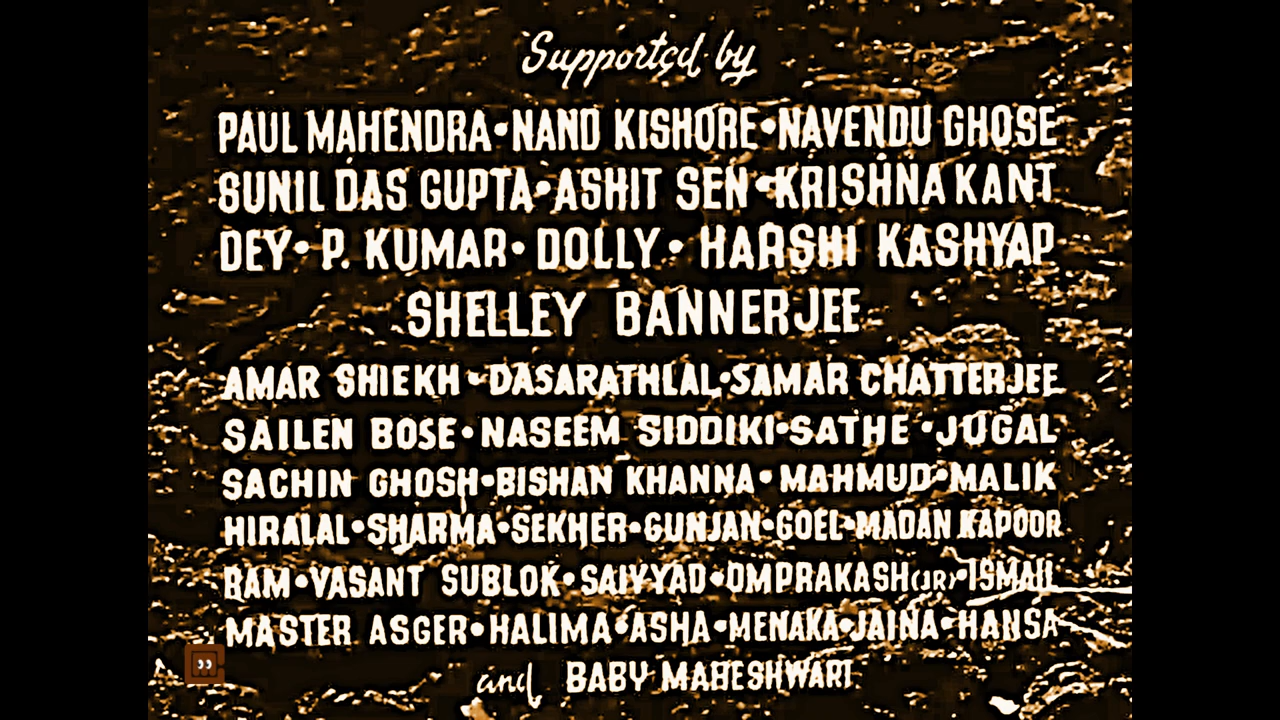 Supported by
PAUL MAHENDRA•NAND KISHORE•NAVENDU GHOSE
SUNIL DAS GUPTA•ASHIT SEN•KRISHNA KANT
DEY• P. KUMAR• DOLLY• HARSHI KASHYAP
SHELLEY BANNERJEE
AMAR SHIEKH•DASARATHLAL•SAMAR CHATTERJEE
SAILEN BOSE•NASEEM SIDDIKI•SATHE•JUGAL
SACHIN GHOSH•BISHAN KHANNA•MAHMUD•MALIK
HIRALAL•SHARMA•SEKHER•GUNJAN•GOEL•MADAN KAPOOR
RAM•VASANT SUBLOK•SAIYYAD•OMPRAKASH(JR)•ISMAIL
MASTER ASGER•HALIMA•ASHA•MENAKA•JAINA•HANSA
and BABY MAHESHWARI